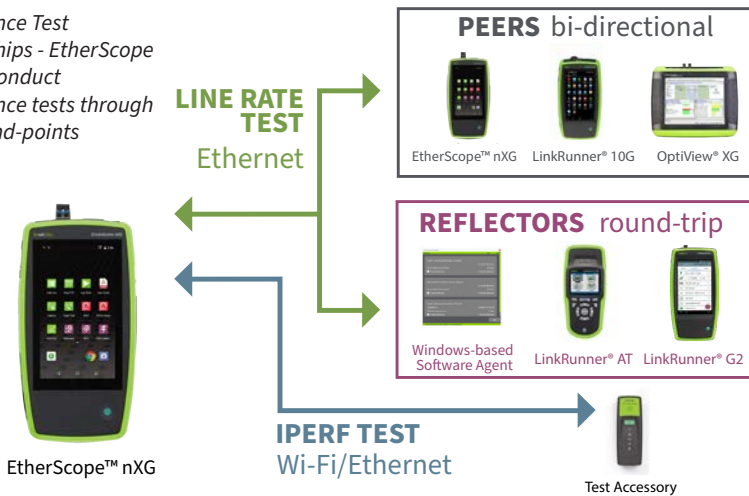 nce Test
hips - EtherScope
onduct
nce tests through
nd-points
LINE RATE
TEST
Ethernet
PEERS bi-directional
EtherScope™ nXG LinkRunner® 10G OptiView® XG
REFLECTORS round-trip
Windows-based
Software Agent
LinkRunner® AT LinkRunner® G2
IPERF TEST
Wi-Fi/Ethernet
EtherScope™ nXG
Test Accessory